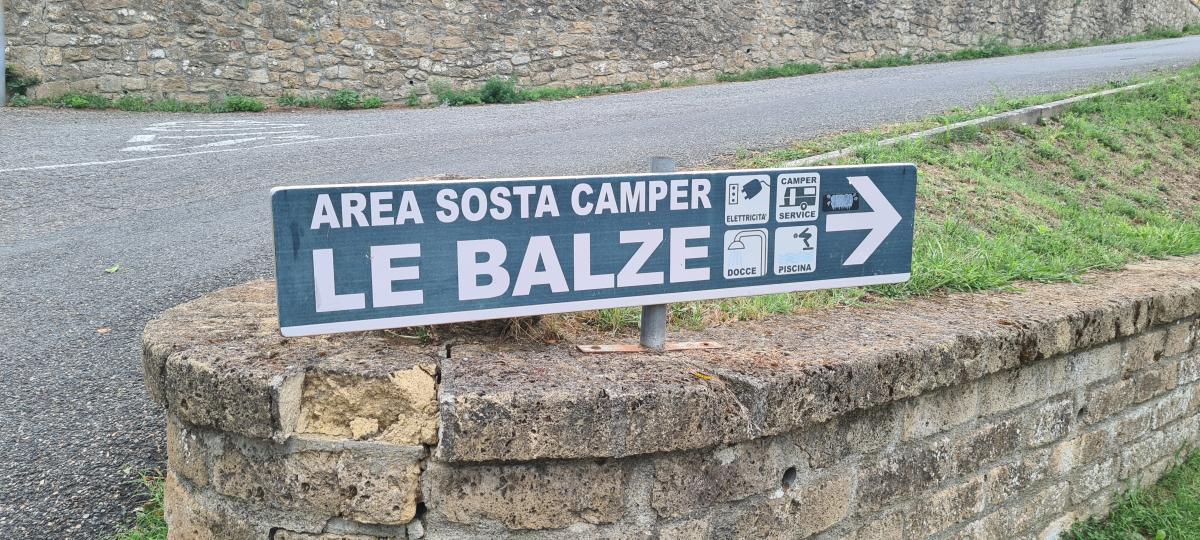 AREA SOSTA CAMPER
LE BALZE
ELETTRICITA'
CAMPER
SERVICE
DOCCE
PISCINA